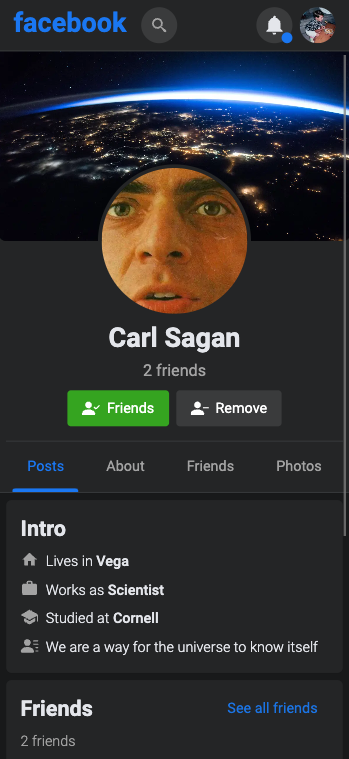 facebook
Carl Sagan
2 friends
Friends Remove
Posts About Friends Photos
Intro
Lives in Vega
Works as Scientist
Studied at Cornell
We are a way for the universe to know itself
Friends See all friends
2 friends